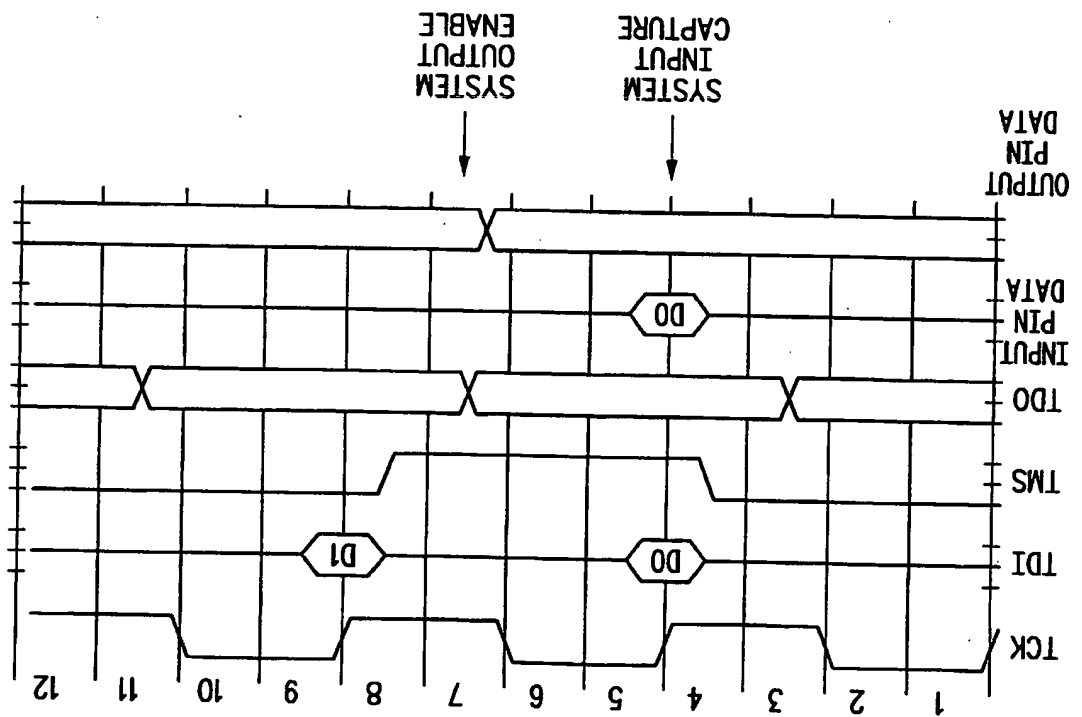 1 2 3 4 5 6 7 8 9 10 11 12
TCK
TDI D0 D1
TMS
TDO
INPUT
PIN D0
DATA
OUTPUT
PIN
DATA
SYSTEM
INPUT
CAPTURE
SYSTEM
OUTPUT
ENABLE